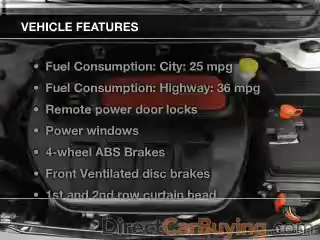 VEHICLE FEATURES
• Fuel Consumption: City: 25 mpg
• Fuel Consumption: Highway: 36 mpg
• Remote power door locks
• Power windows
• 4-wheel ABS Brakes
• Front Ventilated disc brakes
• 1st and 2nd row curtain head
DirectCarBuying.com